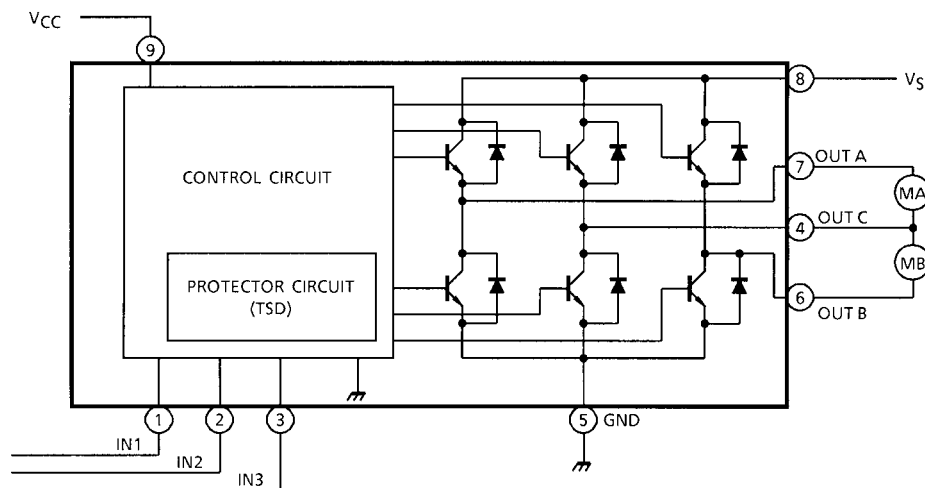 VCC
9
8
VS
7
OUT A
MA
CONTROL CIRCUIT
4
OUT C
MB
PROTECTOR CIRCUIT
(TSD)
6
OUT B
1
2
3
5
GND
IN1
IN2
IN3